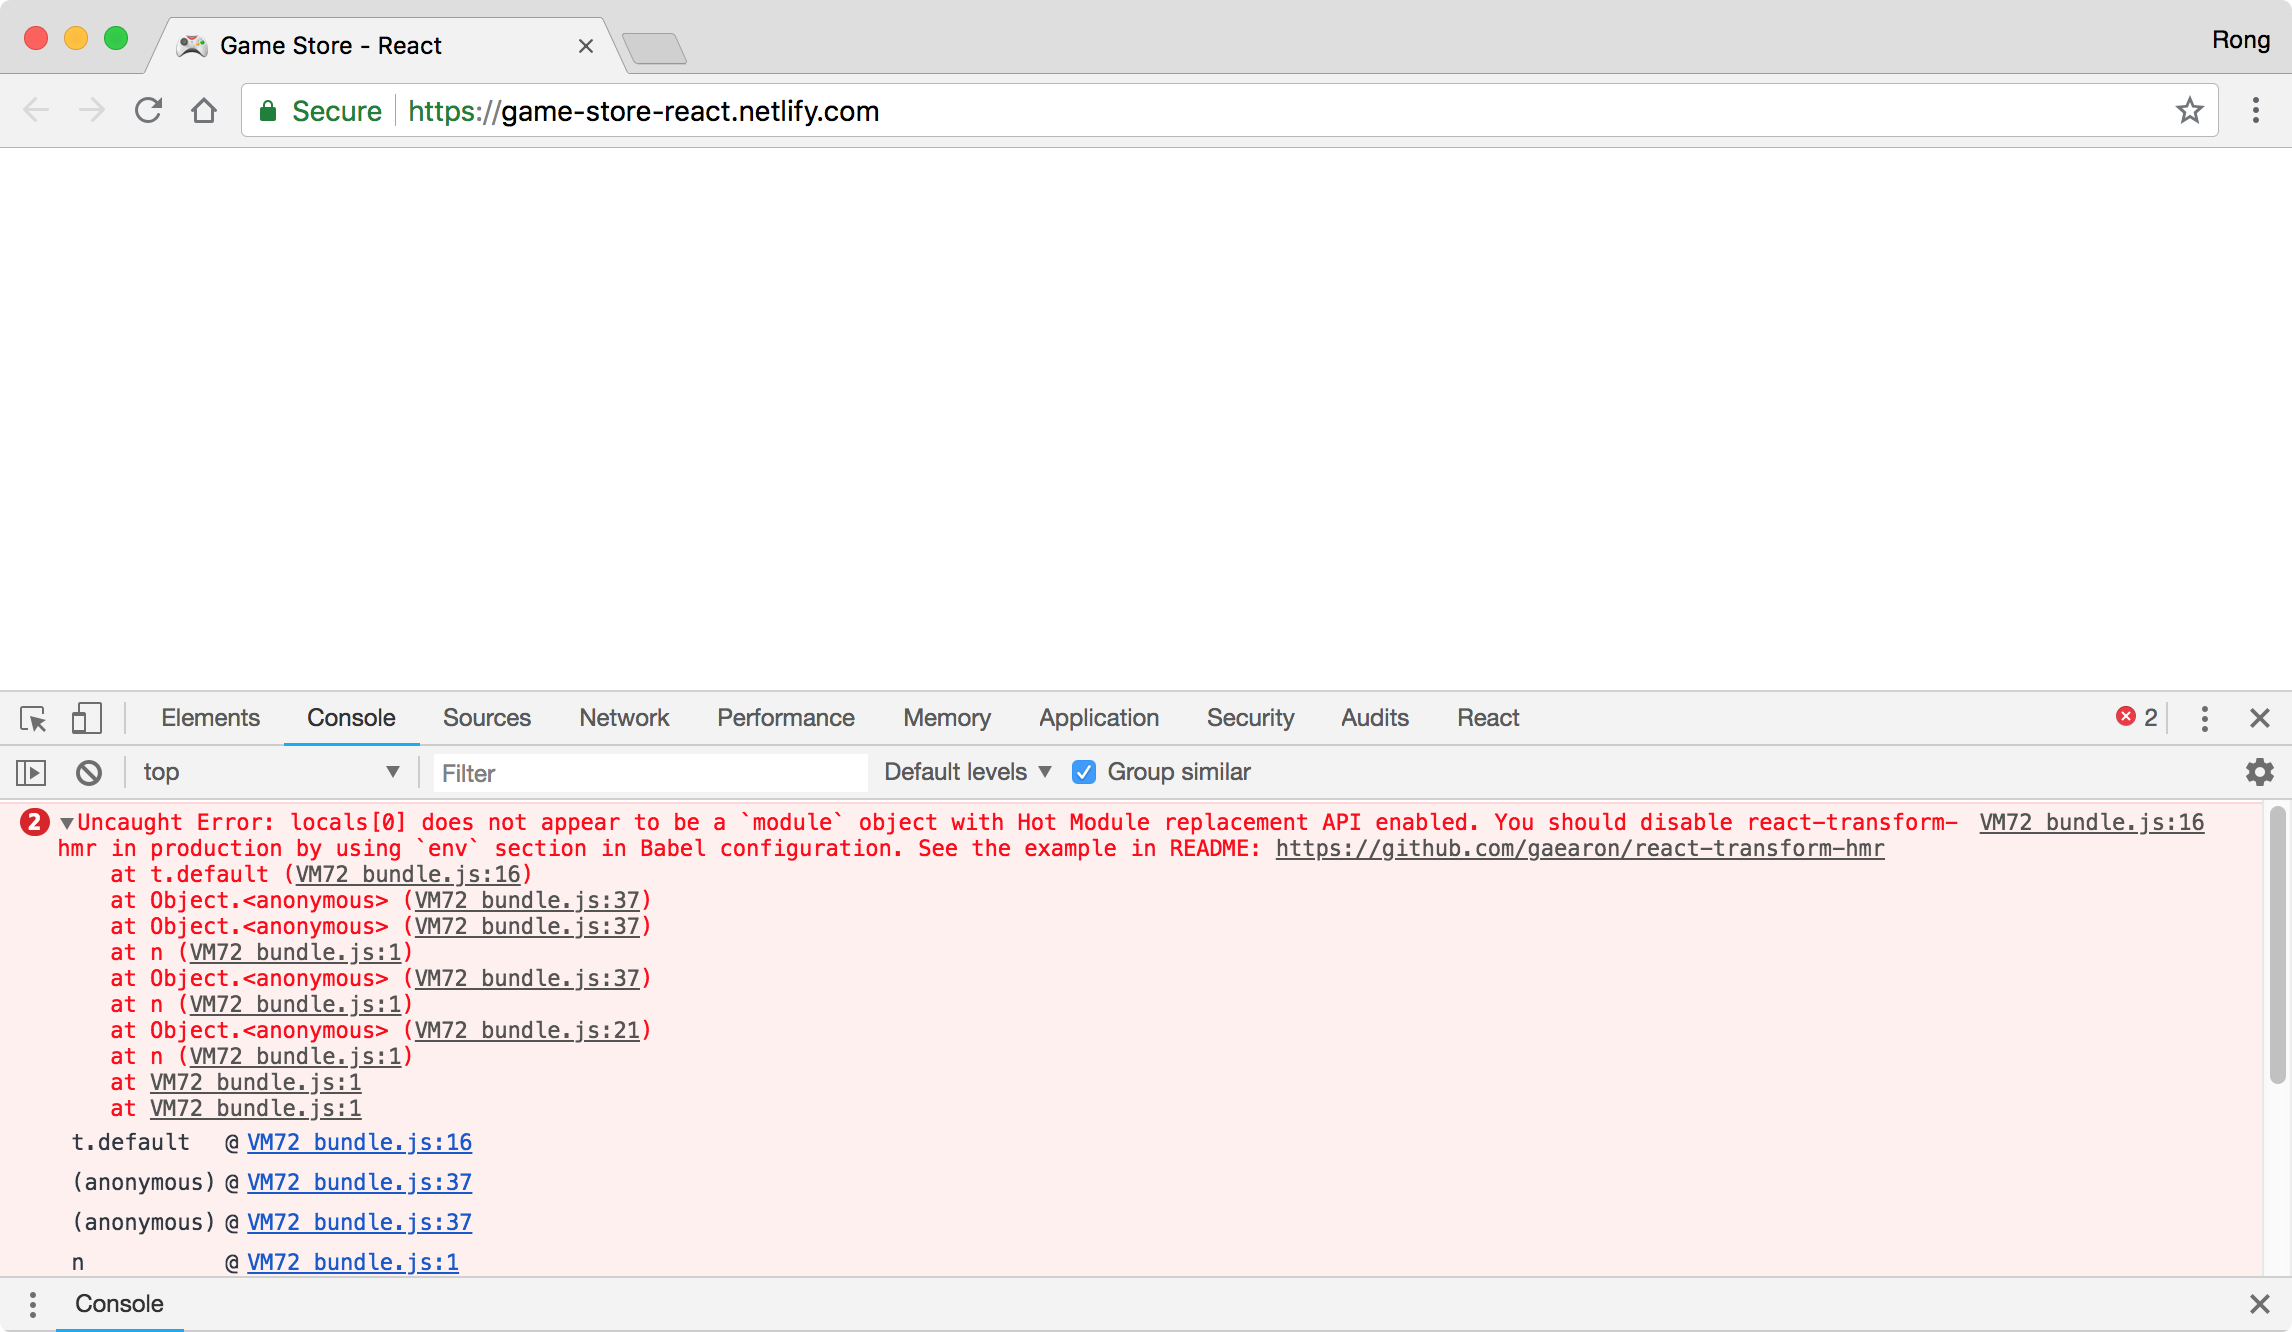 Game Store - React
Rong
Secure https://game-store-react.netlify.com
Elements Console Sources Network Performance Memory Application Security Audits React 2
top Filter Default levels Group similar
2 Uncaught Error: locals[0] does not appear to be a `module` object with Hot Module replacement API enabled. You should disable react-transform- VM72 bundle.js:16
hmr in production by using `env` section in Babel configuration. See the example in README: https://github.com/gaearon/react-transform-hmr
at t.default (VM72 bundle.js:16)
at Object.<anonymous> (VM72 bundle.js:37)
at Object.<anonymous> (VM72 bundle.js:37)
at n (VM72 bundle.js:1)
at Object.<anonymous> (VM72 bundle.js:37)
at n (VM72 bundle.js:1)
at Object.<anonymous> (VM72 bundle.js:21)
at n (VM72 bundle.js:1)
at VM72 bundle.js:1
at VM72 bundle.js:1
t.default @ VM72 bundle.js:16
(anonymous) @ VM72 bundle.js:37
(anonymous) @ VM72 bundle.js:37
n @ VM72 bundle.js:1
Console